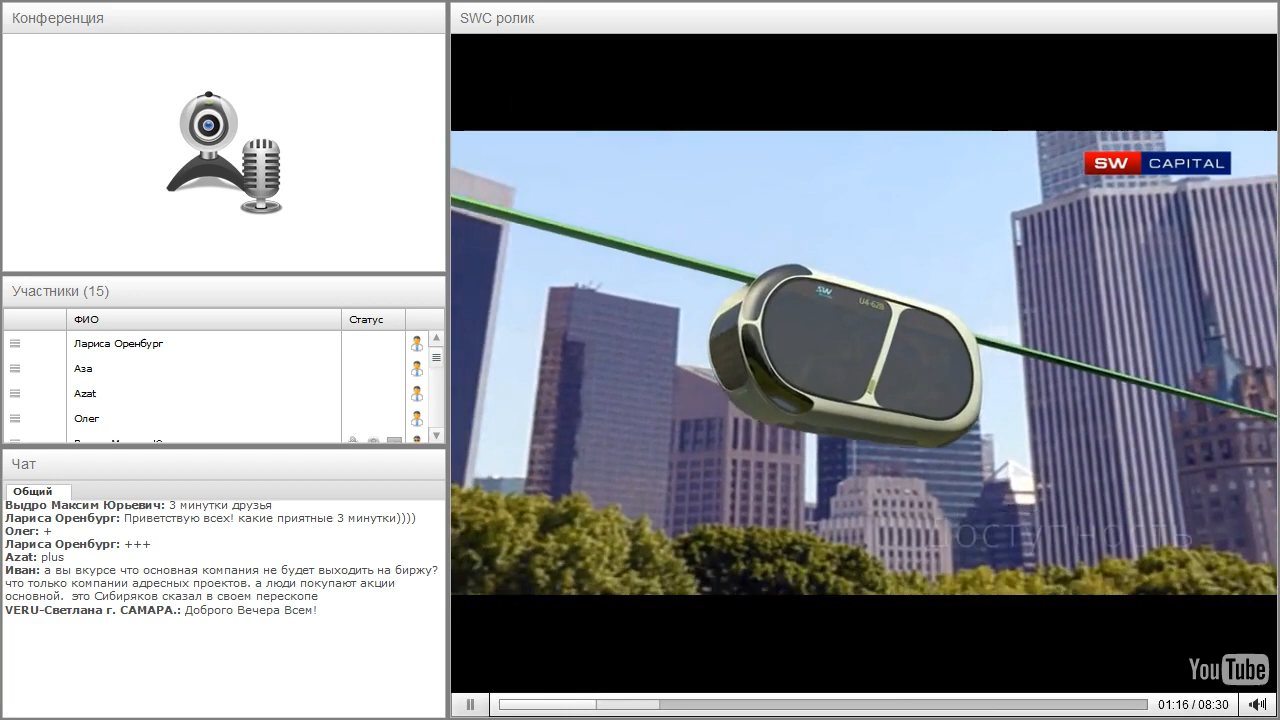 Конференция
SWC ролик
SW CAPITAL
SW
U4-628
ДОСТУПНОСТЬ
YouTube
01:16 / 08:30
Участники (15)
ФИО Статус
Лариса Оренбург
Аза
Azat
Олег
Чат
Общий
Выдро Максим Юрьевич: 3 минутки друзья
Лариса Оренбург: Приветствую всех! какие приятные 3 минутки))))
Олег: +
Лариса Оренбург: +++
Azat: plus
Иван: а вы вкурсе что основная компания не будет выходить на биржу?
что только компании адресных проектов. а люди покупают акции
основной. это Сибиряков сказал в своем перескопе
VERU-Светлана г. САМАРА.: Доброго Вечера Всем!